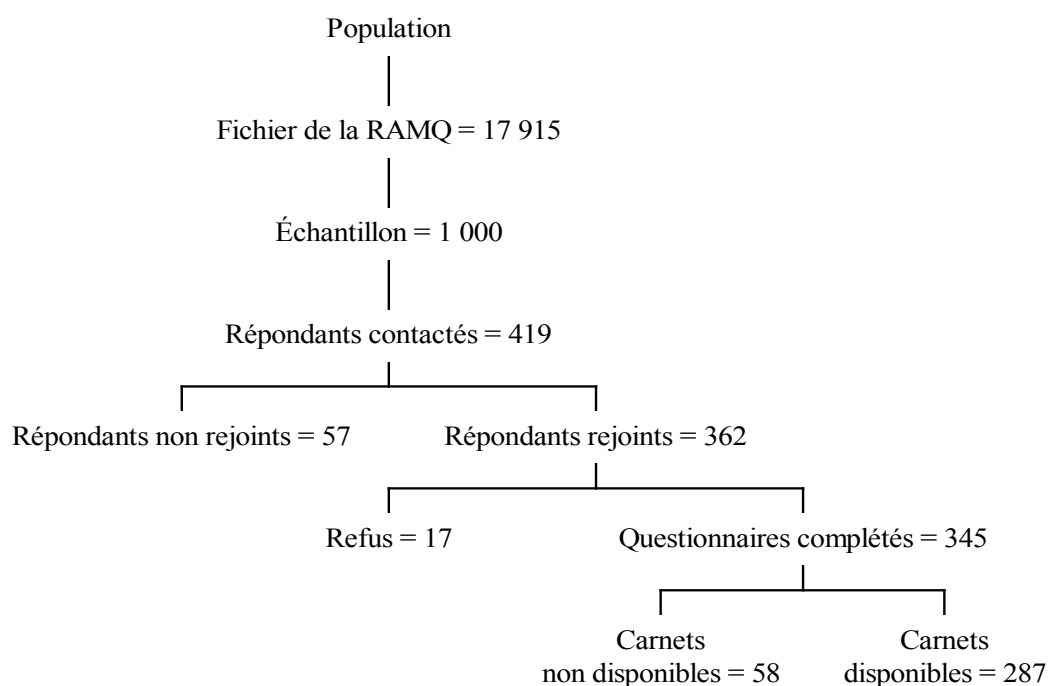 Population
Fichier de la RAMQ = 17 915
Échantillon = 1 000
Répondants contactés = 419
Répondants non rejoints = 57
Répondants rejoints = 362
Refus = 17
Questionnaires complétés = 345
Carnets
non disponibles = 58
Carnets
disponibles = 287